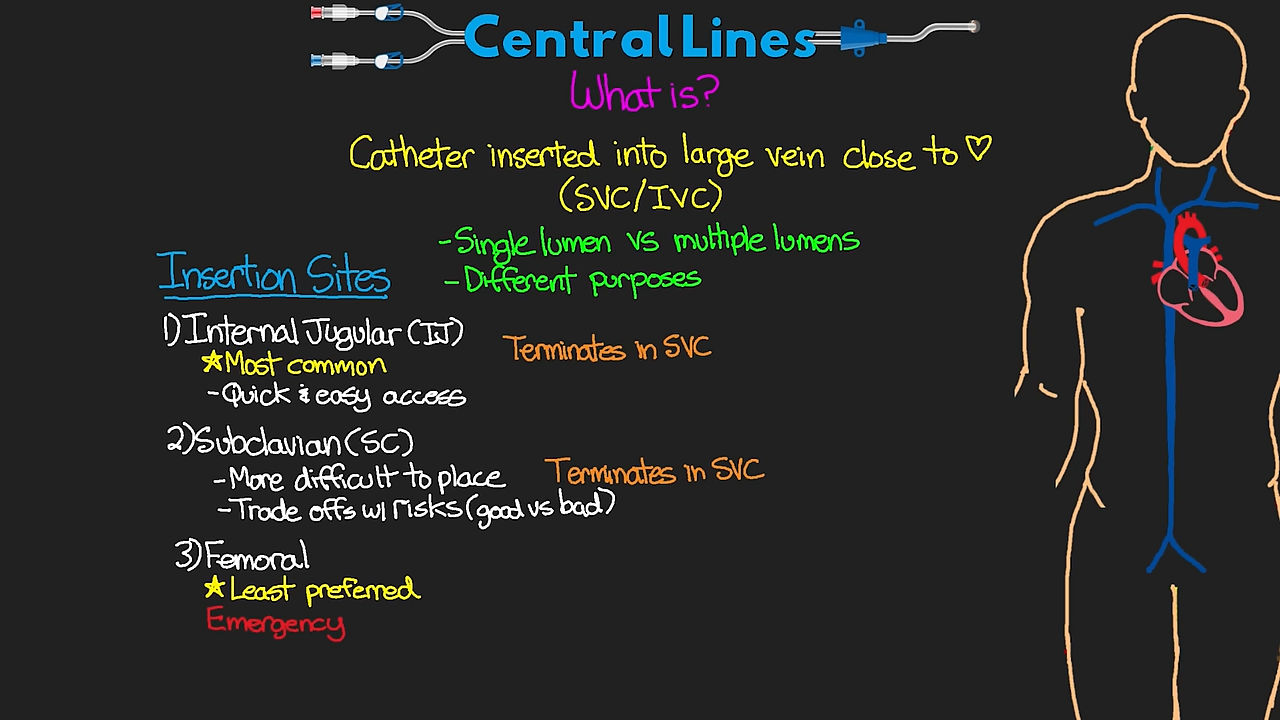 Central Lines
What is?
Catheter inserted into large vein close to ♡
(SVC/IVC)
-Single lumen vs multiple lumens
-Different purposes
Insertion Sites
1)Internal Jugular (IJ)
☆Most common
-Quick & easy access
Terminates in SVC
2)Subclavian (SC)
-More difficult to place
-Trade offs w/ risks (good vs bad)
Terminates in SVC
3)Femoral
☆Least preferred
Emergency